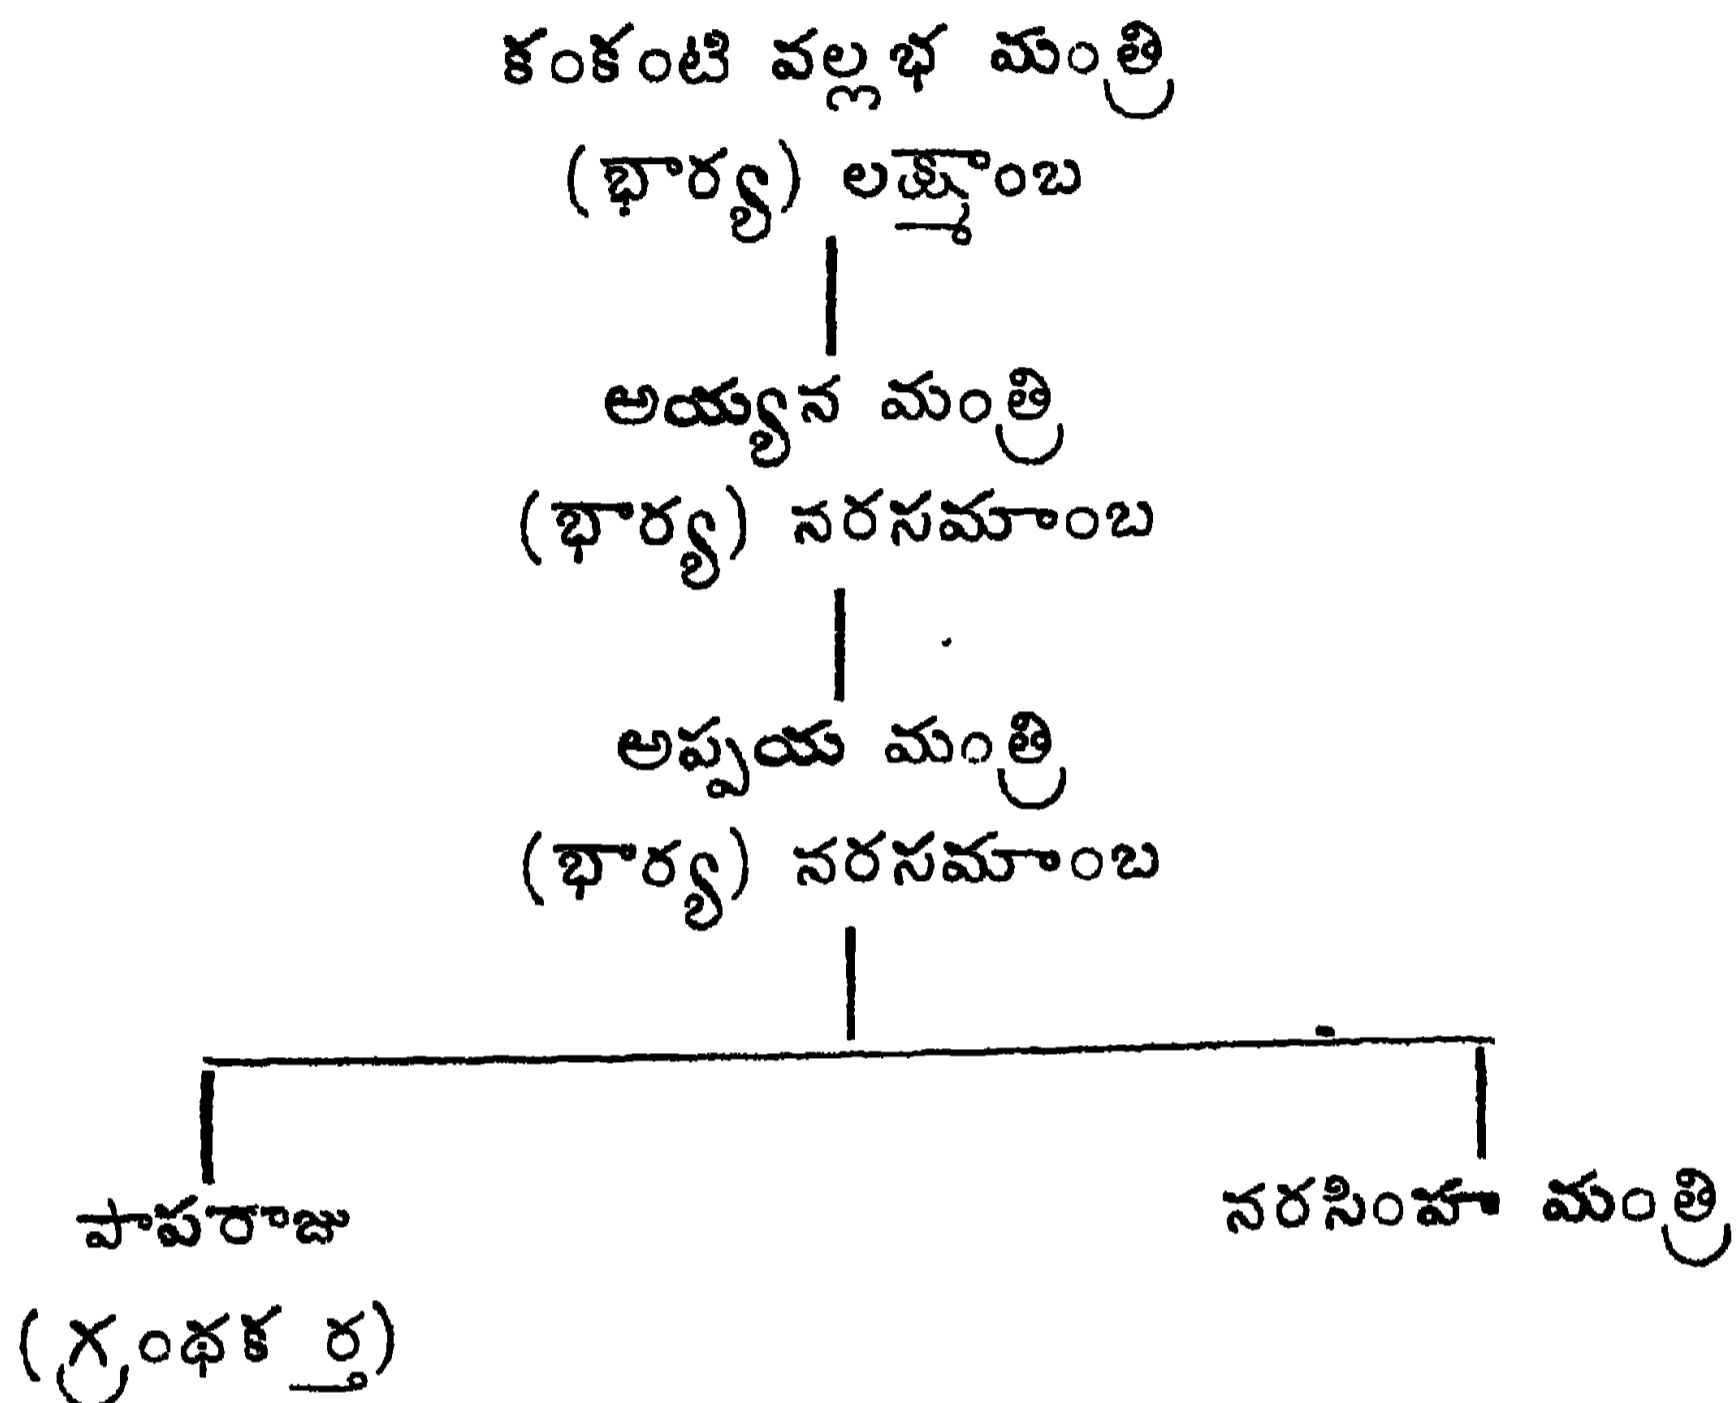 కంకంటి వల్లభ మంత్రి
(భార్య) లక్ష్మాంబ
అయ్యన మంత్రి
(భార్య) నరసమాంబ
అప్పయ మంత్రి
(భార్య) నరసమాంబ
పాపరాజు
నరసింహ మంత్రి
(గ్రంథకర్త)